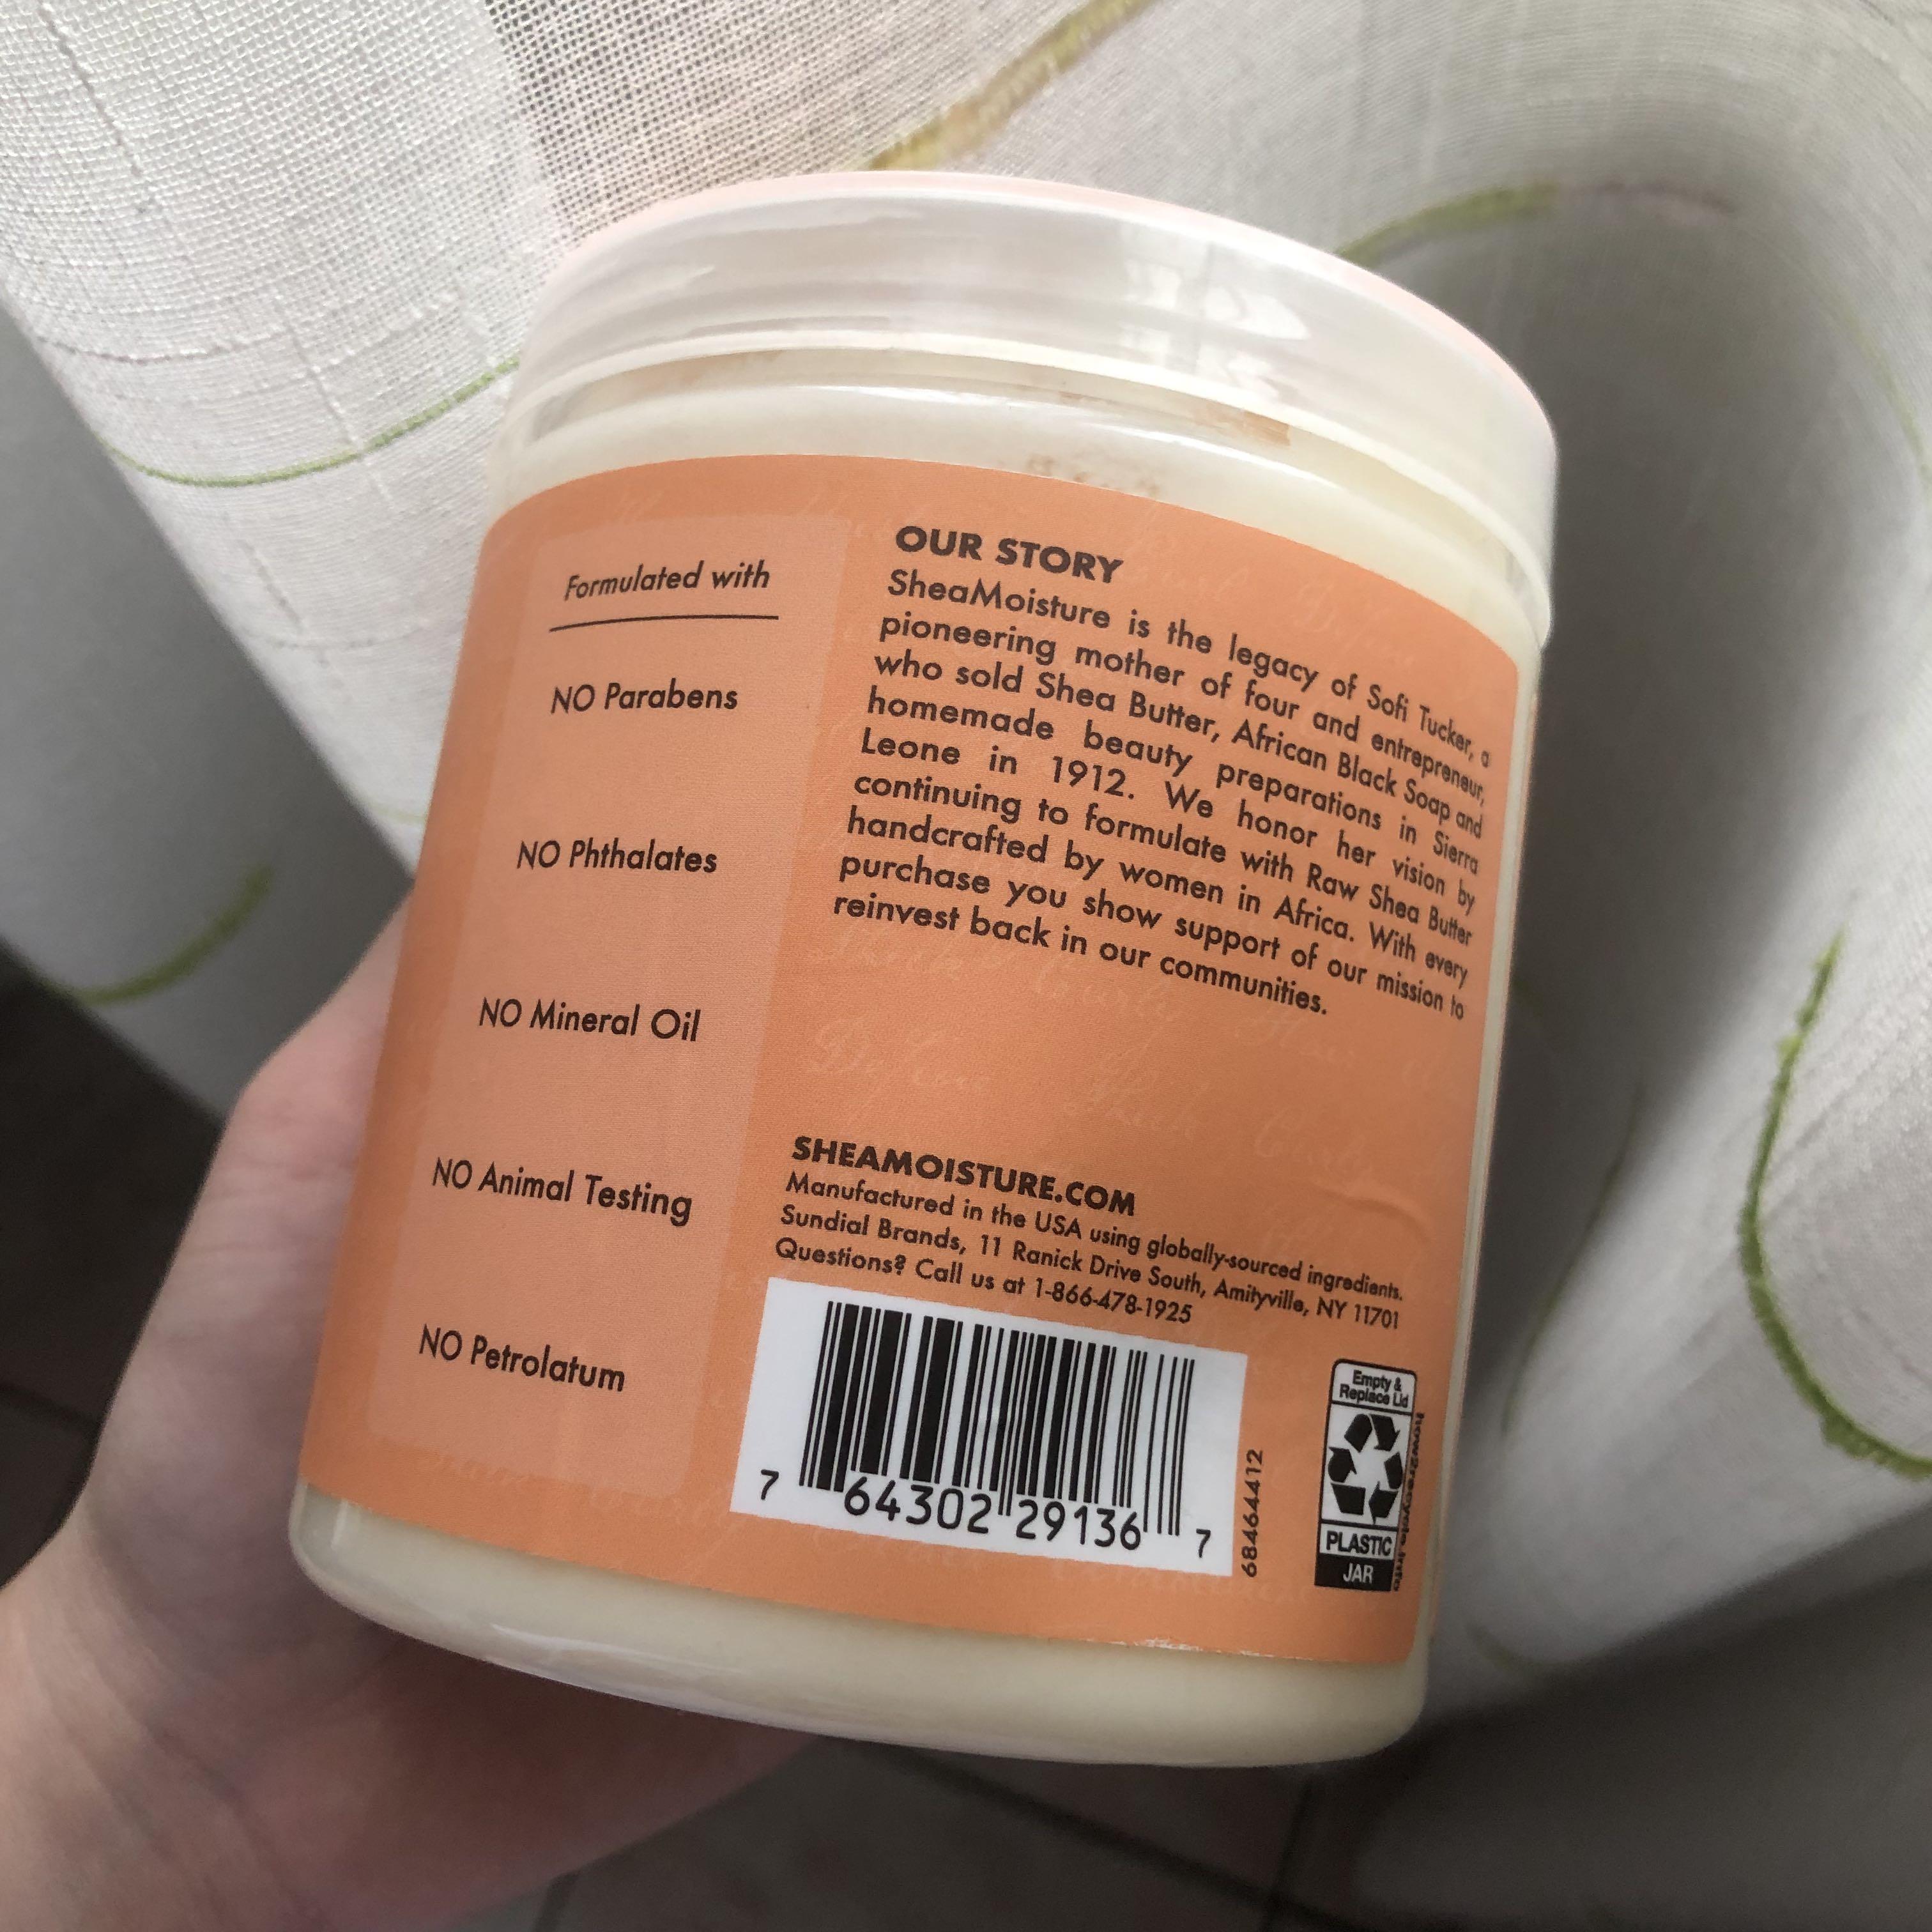 Formulated with
NO Parabens
NO Phthalates
NO Mineral Oil
NO Animal Testing
NO Petrolatum
OUR STORY
SheaMoisture is the legacy of Sofi Tucker, a
pioneering mother of four and entrepreneur,
who sold Shea Butter, African Black Soap and
homemade beauty preparations in Sierra
Leone in 1912. We honor her vision by
continuing to formulate with Raw Shea Butter
handcrafted by women in Africa. With every
purchase you show support of our mission to
reinvest back in our communities.
SHEAMOISTURE.COM
Manufactured in the USA using globally-sourced ingredients.
Sundial Brands, 11 Ranick Drive South, Amityville, NY 11701
Questions? Call us at 1-866-478-1925
7 64302 29136 7
68464412
Empty &
Replace Lid
PLASTIC
JAR
how2recycle.info